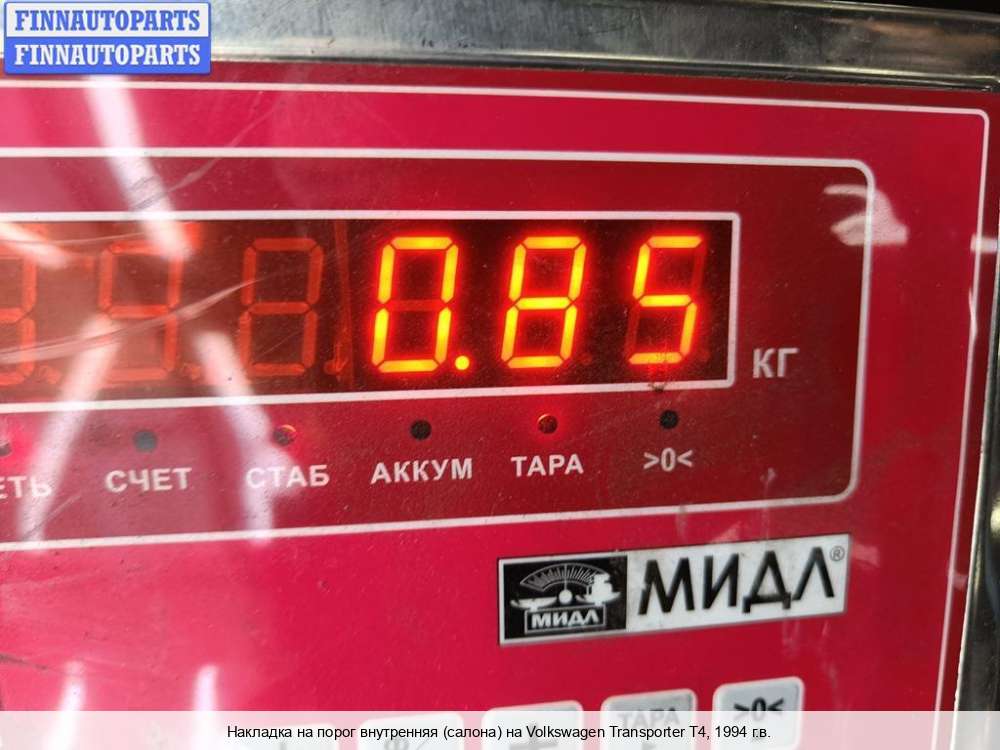 FINNAUTOPARTS
FINNAUTOPARTS
0.85
КГ
СЧЕТ СТАБ АККУМ ТАРА >0<
МИДЛ МИДЛ®
ТАРА >0<
Накладка на порог внутренняя (салона) на Volkswagen Transporter T4, 1994 г.в.